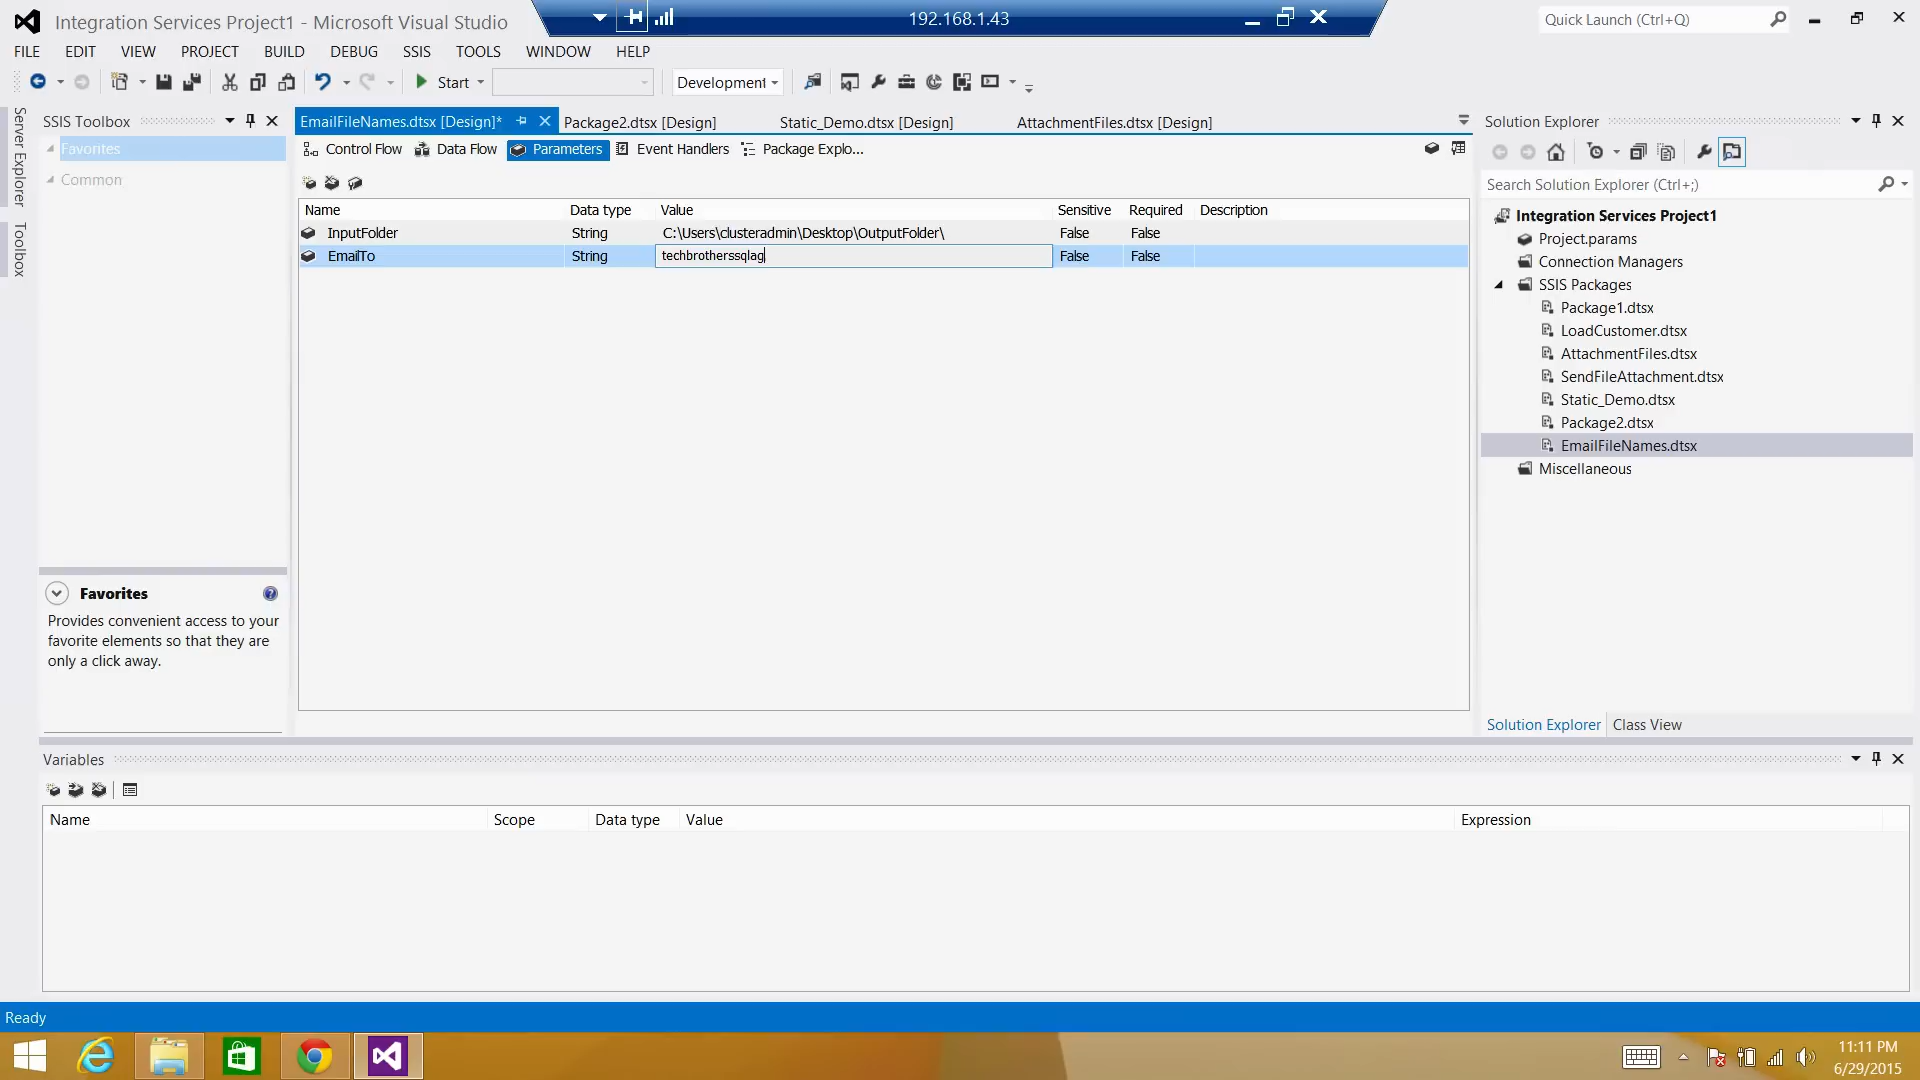 Integration Services Project1 - Microsoft Visual Studio
192.168.1.43
Quick Launch (Ctrl+Q)
FILE EDIT VIEW PROJECT BUILD DEBUG SSIS TOOLS WINDOW HELP
Start Development
Server Explorer
Toolbox
SSIS Toolbox
Favorites
Common
EmailFileNames.dtsx [Design]* Package2.dtsx [Design] Static_Demo.dtsx [Design] AttachmentFiles.dtsx [Design]
Control Flow Data Flow Parameters Event Handlers Package Explo...
Name Data type Value Sensitive Required Description
InputFolder String C:\Users\clusteradmin\Desktop\OutputFolder\ False False
EmailTo String techbrotherssqlag False False
Solution Explorer
Search Solution Explorer (Ctrl+;)
Integration Services Project1
Project.params
Connection Managers
SSIS Packages
Package1.dtsx
LoadCustomer.dtsx
AttachmentFiles.dtsx
SendFileAttachment.dtsx
Static_Demo.dtsx
Package2.dtsx
EmailFileNames.dtsx
Miscellaneous
Favorites
Provides convenient access to your
favorite elements so that they are
only a click away.
Solution Explorer Class View
Variables
Name Scope Data type Value Expression
Ready
11:11 PM
6/29/2015